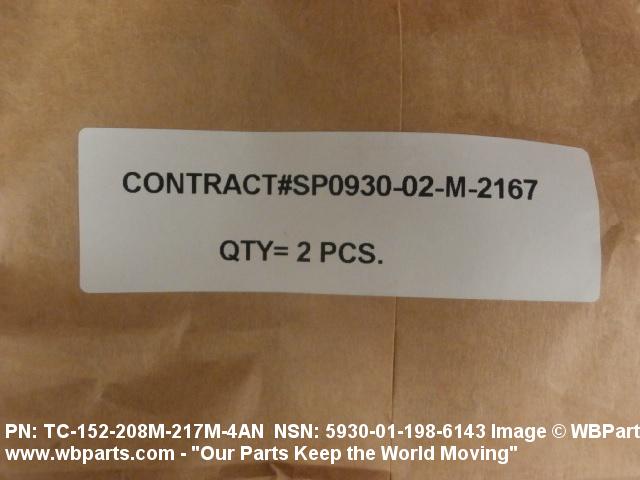 CONTRACT#SP0930-02-M-2167
QTY= 2 PCS.
PN: TC-152-208M-217M-4AN NSN: 5930-01-198-6143 Image © WBPart
www.wbparts.com - "Our Parts Keep the World Moving"